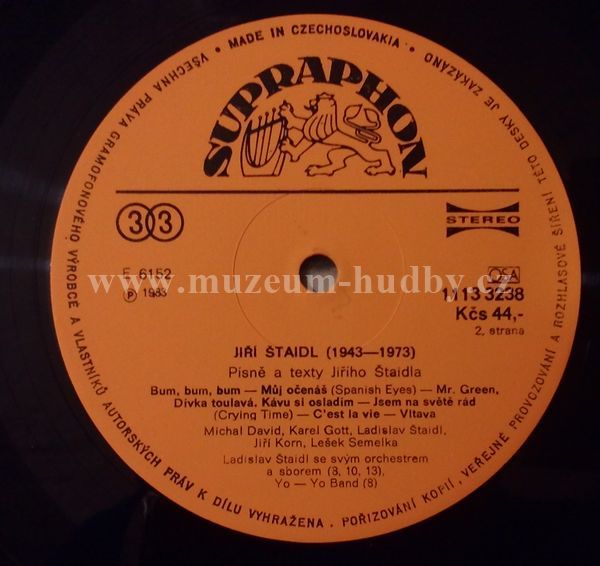 VŠECHNA PRÁVA GRAMOFONOVÉHO VÝROBCE A VLASTNÍKŮ AUTORSKÝCH PRÁV K DÍLU VYHRAŽENA . POŘIZOVÁNÍ KOPIÍ, VEŘEJNÉ PROVOZOVÁNÍ A ROZHLASOVÉ ŠÍŘENÍ TÉTO DESKY JE ZAKÁZÁNO
• MADE IN CZECHOSLOVAKIA •
SUPRAPHON
33
STEREO
F 6152
OSA
℗ 1983
1113 3238
www.muzeum-hudby.cz
Kčs 44,-
2. strana
JIŘÍ ŠTAIDL (1943—1973)
Písně a texty Jiřího Štaidla
Bum, bum, bum — Můj očenáš (Spanish Eyes) — Mr. Green,
Dívka toulavá. Kávu si osladím — Jsem na světě rád
(Crying Time) — C'est la vie — Vltava
Michal David, Karel Gott, Ladislav Štaidl,
Jiří Korn, Lešek Semelka
Ladislav Štaidl se svým orchestrem
a sborem (8, 10, 13),
Yo — Yo Band (8)